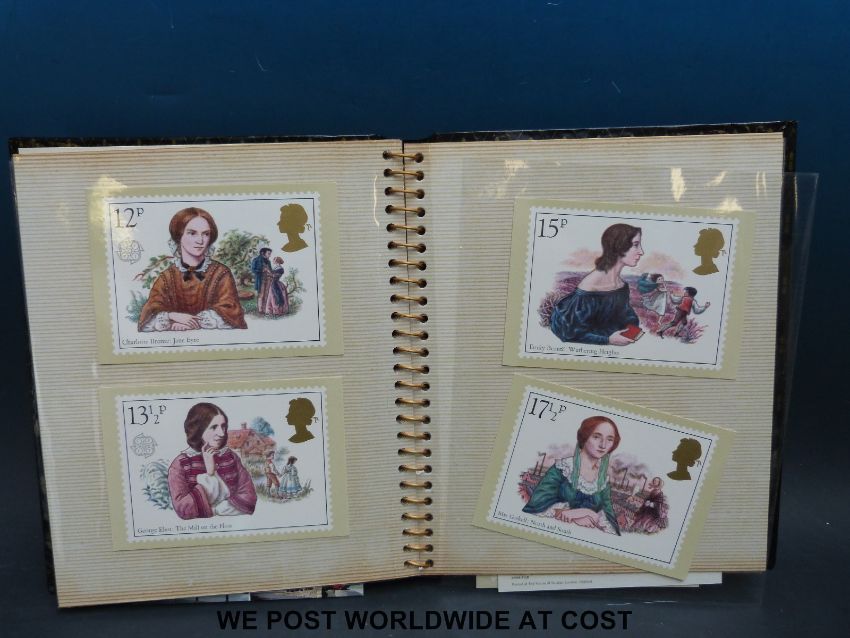 12P
Charlotte Brontë: Jane Eyre
13½P
George Eliot: The Mill on the Floss
15P
Emily Brontë: Wuthering Heights
17½P
Mrs Gaskell: North and South
WE POST WORLDWIDE AT COST